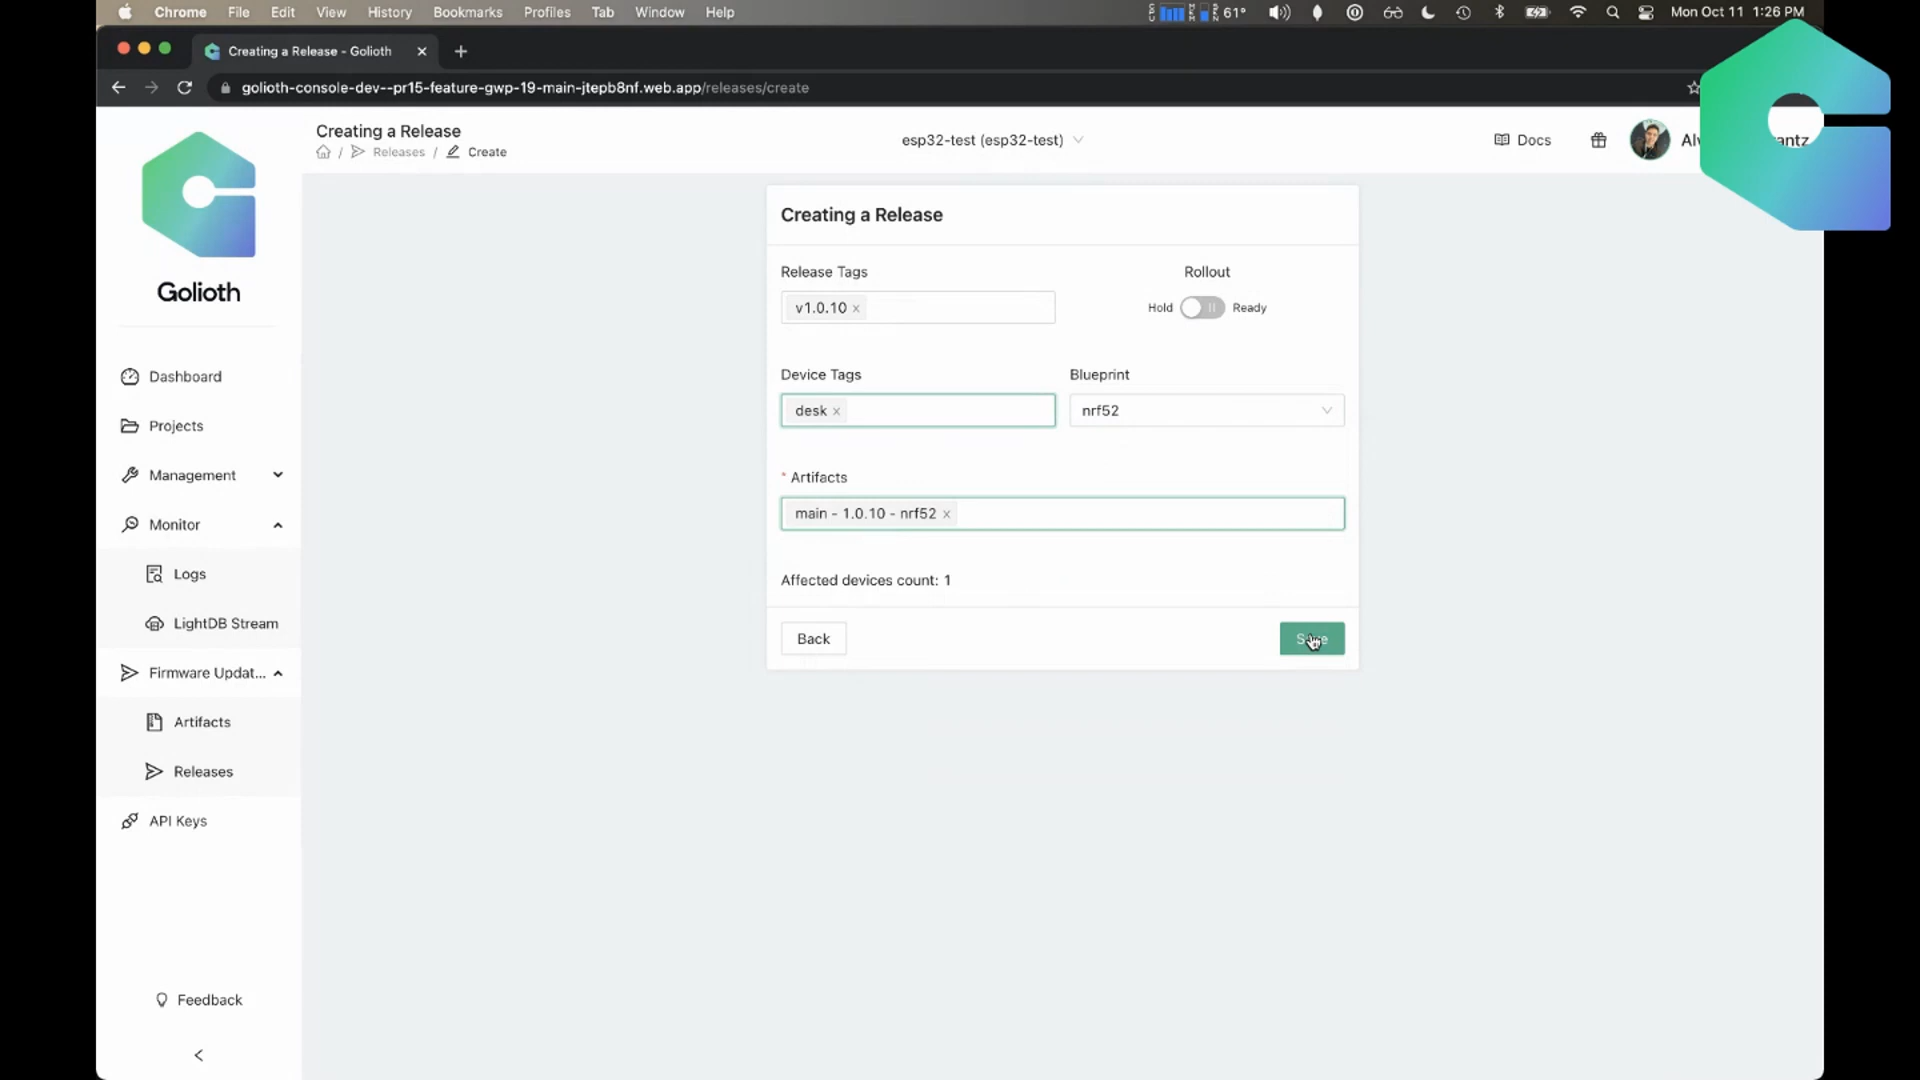 Chrome File Edit View History Bookmarks Profiles Tab Window Help 61° Mon Oct 11 1:26 PM
Creating a Release - Golioth
golioth-console-dev--pr15-feature-gwp-19-main-jtepb8nf.web.app/releases/create
Creating a Release
/ Releases / Create
esp32-test (esp32-test)
Docs
Golioth
Dashboard
Projects
Management
Monitor
Logs
LightDB Stream
Firmware Updat...
Artifacts
Releases
API Keys
Feedback
Creating a Release
Release Tags Rollout
v1.0.10 Hold Ready
Device Tags Blueprint
desk nrf52
* Artifacts
main - 1.0.10 - nrf52
Affected devices count: 1
Back